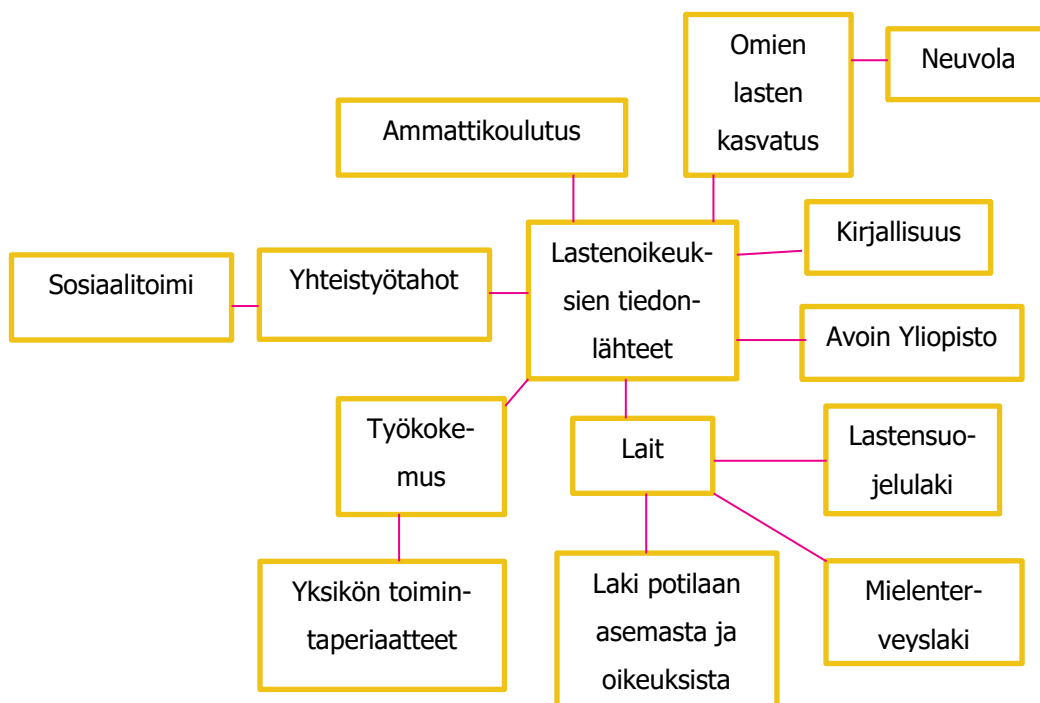 Omien
lasten
kasvatus
Neuvola
Ammattikoulutus
Kirjallisuus
Lastenoikeuk-
sien tiedon-
lähteet
Sosiaalitoimi
Yhteistyötahot
Avoin Yliopisto
Työkoke-
mus
Lait
Lastensuo-
jelulaki
Yksikön toimin-
taperiaatteet
Laki potilaan
asemasta ja
oikeuksista
Mielenter-
veyslaki